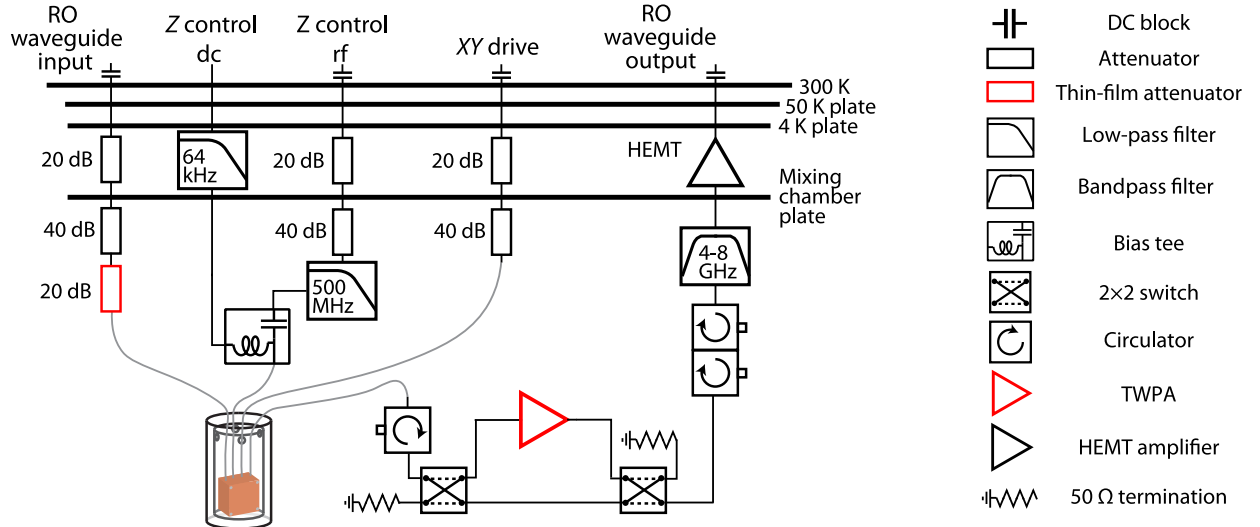 RO
waveguide
input
Z control
dc
Z control
rf
XY drive
RO
waveguide
output
300 K
50 K plate
4 K plate
20 dB
64
kHz
20 dB
20 dB
HEMT
Mixing
chamber
plate
40 dB
40 dB
40 dB
4-8
GHz
20 dB
500
MHz
DC block
Attenuator
Thin-film attenuator
Low-pass filter
Bandpass filter
Bias tee
2×2 switch
Circulator
TWPA
HEMT amplifier
50 Ω termination